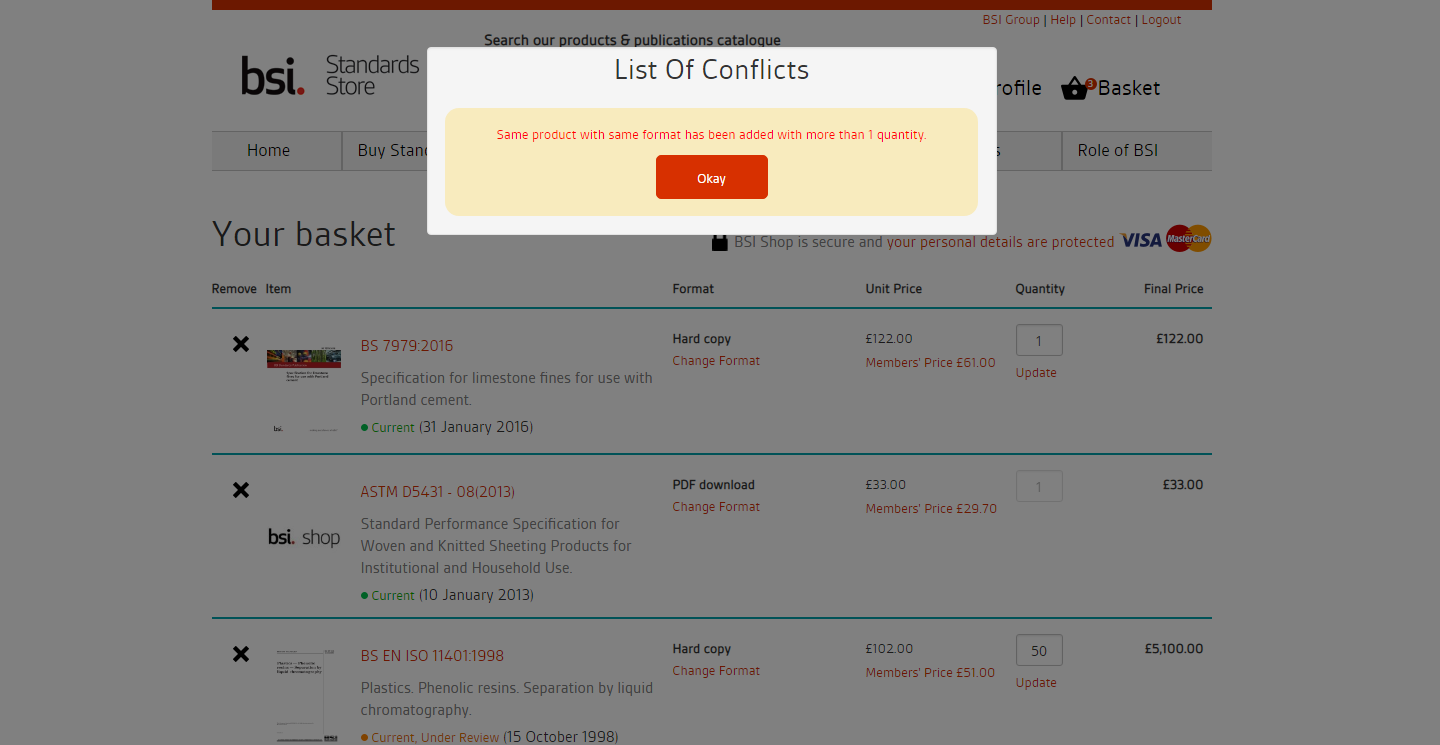 BSI Group | Help | Contact | Logout
Search our products & publications catalogue
bsi. Standards Store
List Of Conflicts
rofile
3 Basket
Same product with same format has been added with more than 1 quantity.
Okay
Home
Buy Stan
s
Role of BSI
Your basket
BSI Shop is secure and your personal details are protected VISA MasterCard
Remove Item Format Unit Price Quantity Final Price
BS 7979:2016
Specification for limestone fines for use with
Portland cement.
Current (31 January 2016)
Hard copy
Change Format
£122.00
Members' Price £61.00
1
Update
£122.00
bsi.
ASTM D5431 - 08(2013)
Standard Performance Specification for
Woven and Knitted Sheeting Products for
Institutional and Household Use.
Current (10 January 2013)
bsi. shop
PDF download
Change Format
£33.00
Members' Price £29.70
1
£33.00
BS EN ISO 11401:1998
Plastics. Phenolic resins. Separation by liquid
chromatography.
Current, Under Review (15 October 1998)
Hard copy
Change Format
£102.00
Members' Price £51.00
50
Update
£5,100.00